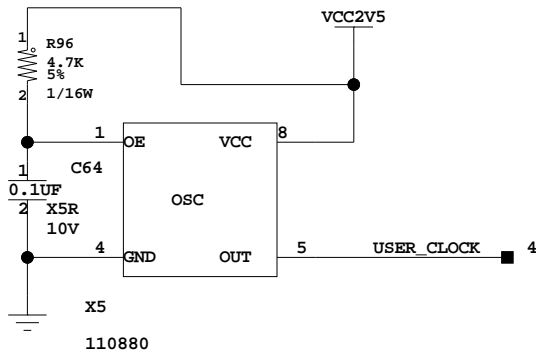 VCC2V5
1
R96
4.7K
5%
2
1/16W
1
OE
VCC
8
1
C64
0.1UF
OSC
2
X5R
10V
4
GND
OUT
5
USER_CLOCK
4
X5
110880